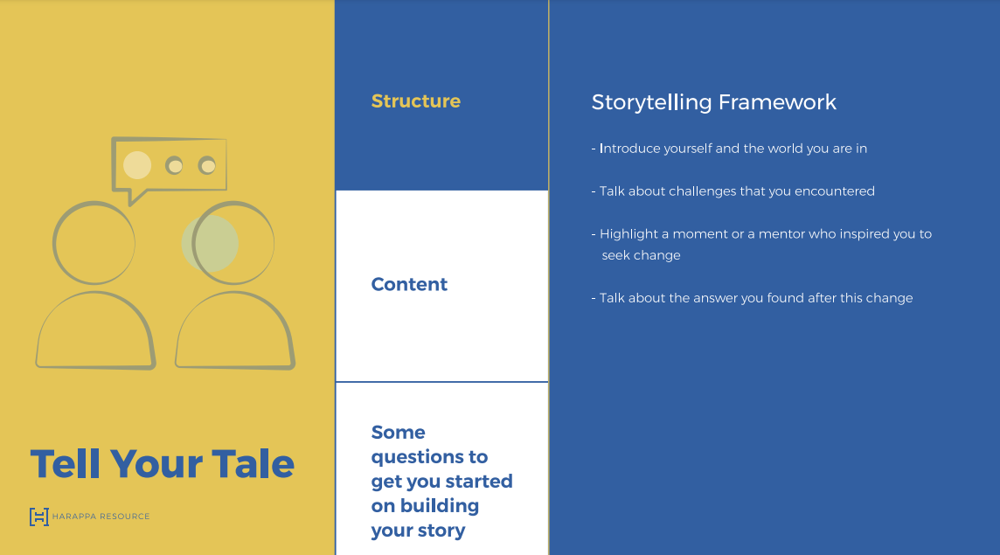 Tell Your Tale
HARAPPA RESOURCE
Structure
Content
Some
questions to
get you started
on building
your story
Storytelling Framework
- Introduce yourself and the world you are in
- Talk about challenges that you encountered
- Highlight a moment or a mentor who inspired you to
seek change
- Talk about the answer you found after this change